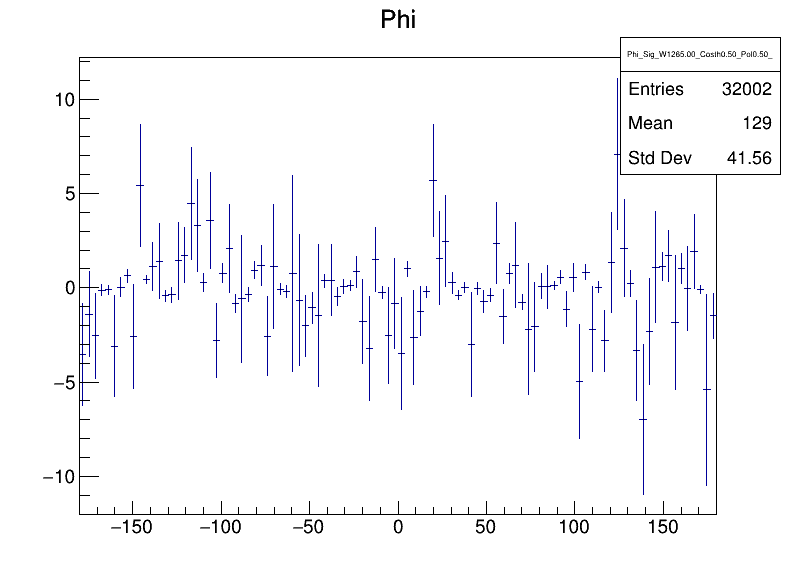 Phi
Phi_Sig_W1265.00_Costh0.50_Pol0.50_
Entries 32002
Mean 129
Std Dev 41.56
10
5
0
−5
−10
−150 −100 −50 0 50 100 150